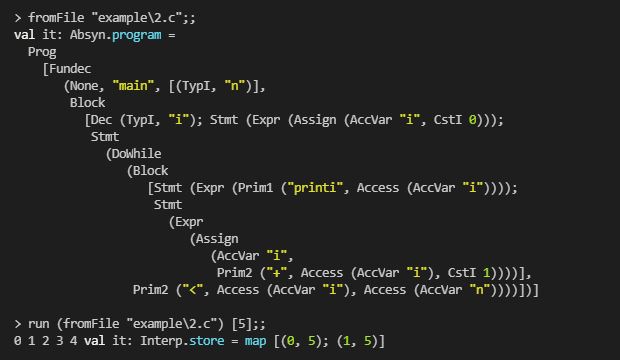 > fromFile "example\2.c";;
val it: Absyn.program =
  Prog
    [Fundec
       (None, "main", [(TypI, "n")],
        Block
          [Dec (TypI, "i"); Stmt (Expr (Assign (AccVar "i", CstI 0)));
           Stmt
             (DoWhile
                (Block
                   [Stmt (Expr (Prim1 ("printi", Access (AccVar "i"))));
                    Stmt
                      (Expr
                         (Assign
                            (AccVar "i",
                             Prim2 ("+", Access (AccVar "i"), CstI 1))))],
                 Prim2 ("<", Access (AccVar "i"), Access (AccVar "n"))))])]
> run (fromFile "example\2.c") [5];;
0 1 2 3 4 val it: Interp.store = map [(0, 5); (1, 5)]